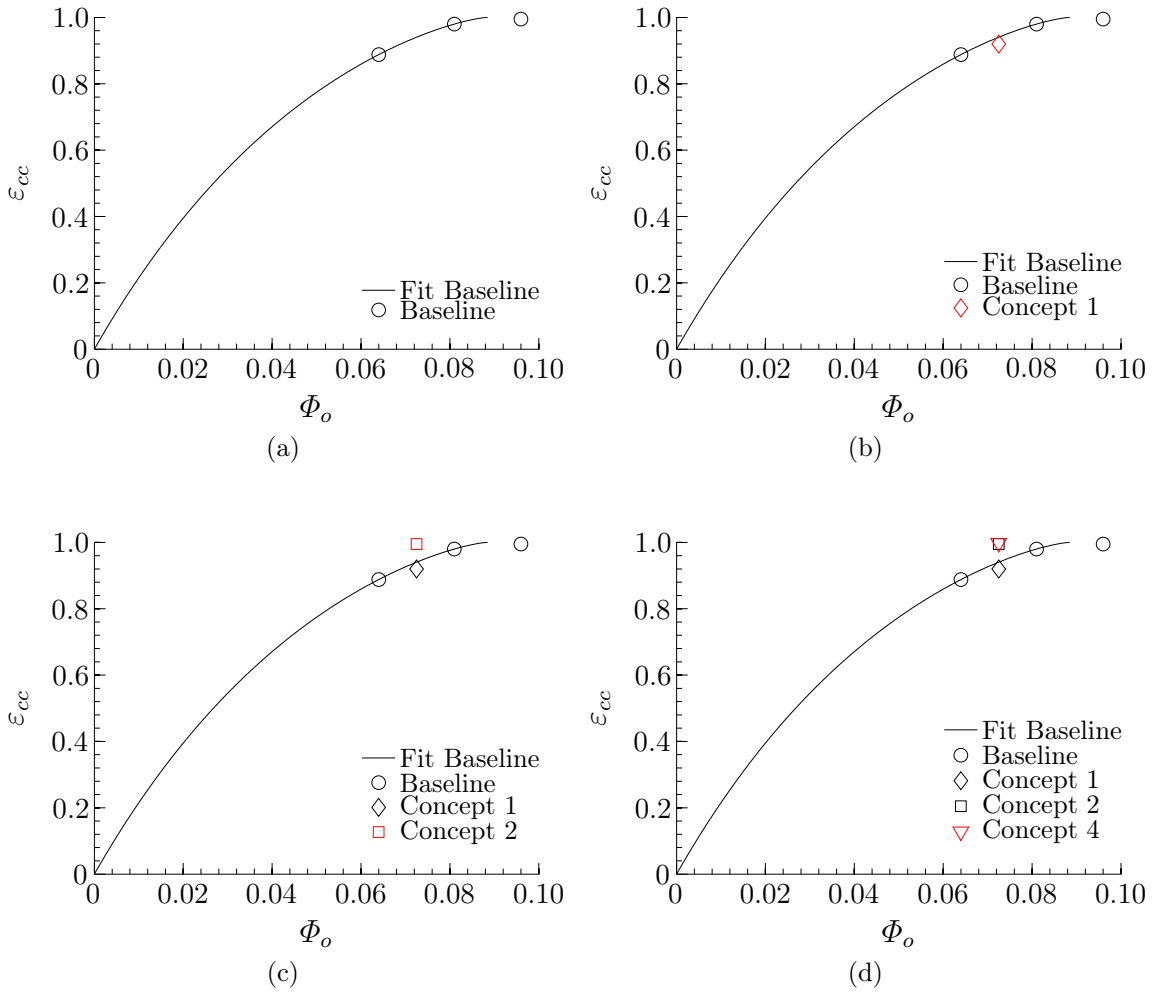 1.0
0.8
0.6
0.4
0.2
0
εcc
Fit Baseline
Baseline
0 0.02 0.04 0.06 0.08 0.10
Φo
(a)
1.0
0.8
0.6
0.4
0.2
0
εcc
Fit Baseline
Baseline
Concept 1
0 0.02 0.04 0.06 0.08 0.10
Φo
(b)
1.0
0.8
0.6
0.4
0.2
0
εcc
Fit Baseline
Baseline
Concept 1
Concept 2
0 0.02 0.04 0.06 0.08 0.10
Φo
(c)
1.0
0.8
0.6
0.4
0.2
0
εcc
Fit Baseline
Baseline
Concept 1
Concept 2
Concept 4
0 0.02 0.04 0.06 0.08 0.10
Φo
(d)